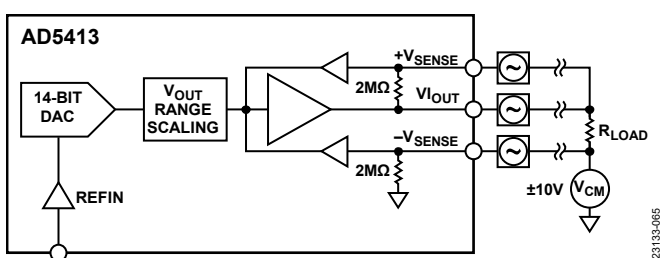 AD5413
14-BIT
DAC
VOUT
RANGE
SCALING
REFIN
+VSENSE
2MΩ
VIOUT
–VSENSE
2MΩ
~
~
~
RLOAD
±10V
VCM
23133-065